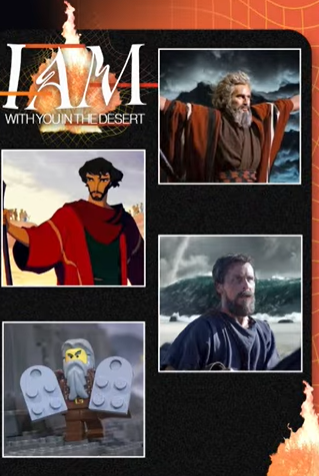 I AM
WITH YOU IN THE DESERT